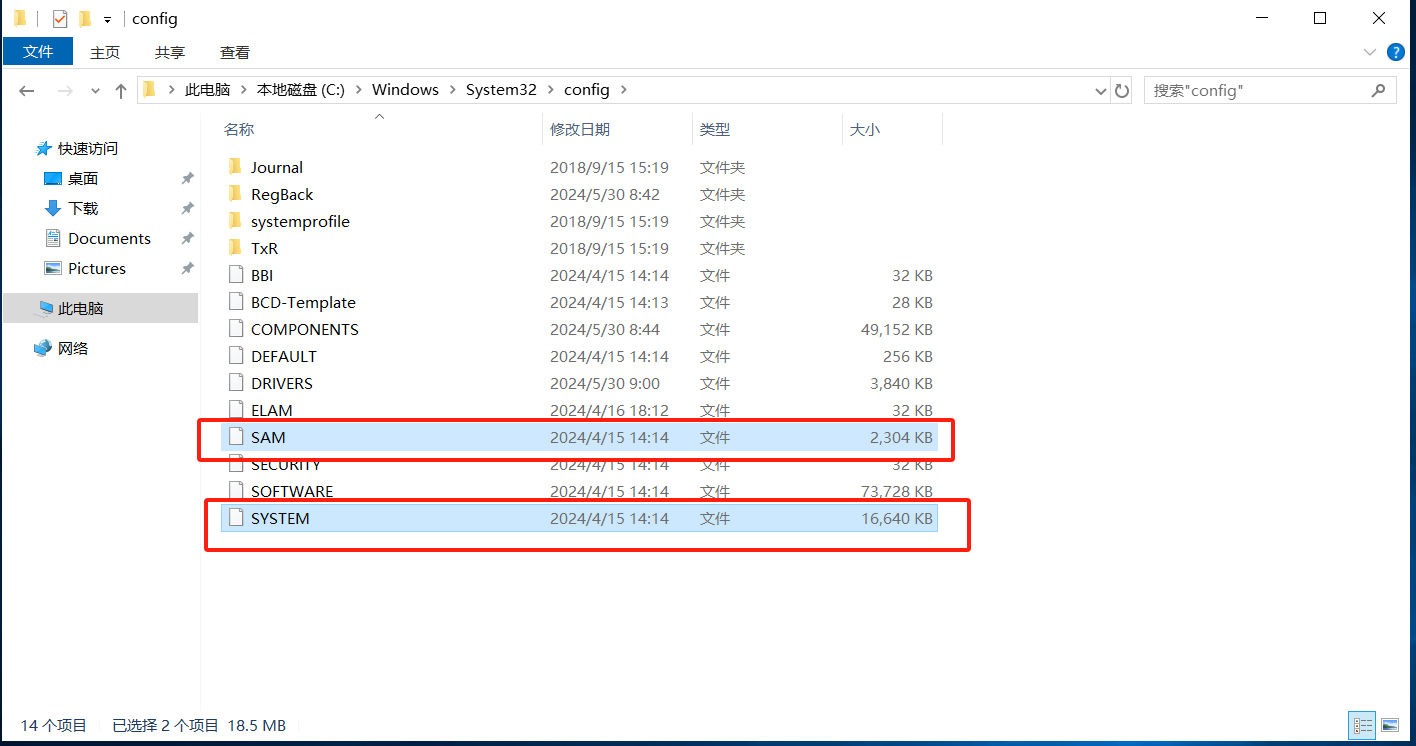 config
文件 主页 共享 查看
此电脑 本地磁盘 (C:) Windows System32 config 搜索"config"
名称 修改日期 类型 大小
快速访问
桌面
下载
Documents
Pictures
此电脑
网络
Journal 2018/9/15 15:19 文件夹
RegBack 2024/5/30 8:42 文件夹
systemprofile 2018/9/15 15:19 文件夹
TxR 2018/9/15 15:19 文件夹
BBI 2024/4/15 14:14 文件 32 KB
BCD-Template 2024/4/15 14:13 文件 28 KB
COMPONENTS 2024/5/30 8:44 文件 49,152 KB
DEFAULT 2024/4/15 14:14 文件 256 KB
DRIVERS 2024/5/30 9:00 文件 3,840 KB
ELAM 2024/4/16 18:12 文件 32 KB
SAM 2024/4/15 14:14 文件 2,304 KB
SECURITY 2024/4/15 14:14 文件 32 KB
SOFTWARE 2024/4/15 14:14 文件 73,728 KB
SYSTEM 2024/4/15 14:14 文件 16,640 KB
14 个项目 已选择 2 个项目 18.5 MB